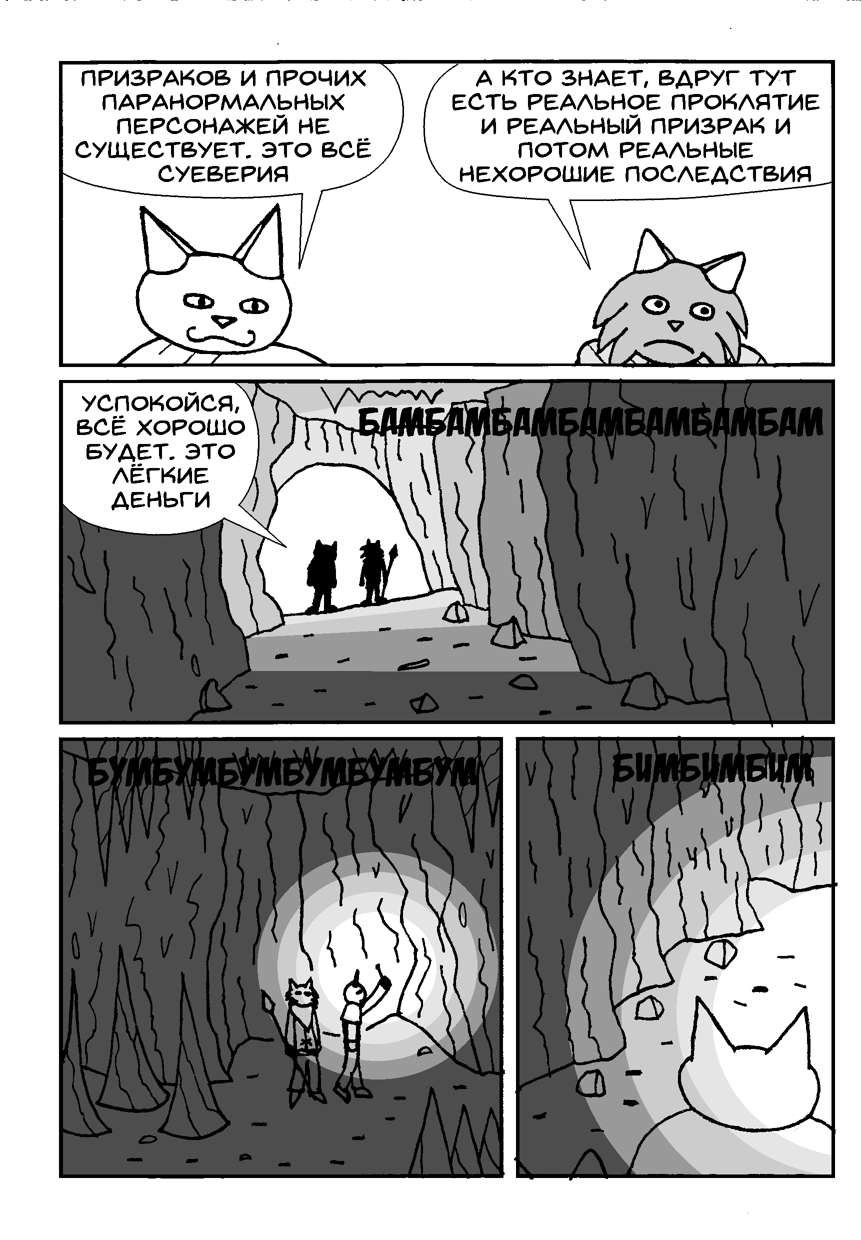 ПРИЗРАКОВ И ПРОЧИХ
ПАРАНОРМАЛЬНЫХ
ПЕРСОНАЖЕЙ НЕ
СУЩЕСТВУЕТ. ЭТО ВСЁ
СУЕВЕРИЯ
А КТО ЗНАЕТ, ВДРУГ ТУТ
ЕСТЬ РЕАЛЬНОЕ ПРОКЛЯТИЕ
И РЕАЛЬНЫЙ ПРИЗРАК И
ПОТОМ РЕАЛЬНЫЕ
НЕХОРОШИЕ ПОСЛЕДСТВИЯ
УСПОКОЙСЯ,
ВСЁ ХОРОШО
БУДЕТ. ЭТО
ЛЁГКИЕ
ДЕНЬГИ
БАМБАМБАМБАМБАМБАМБАМ
БУМБУМБУМБУМБУМБУМ
БИМБИМБИМ